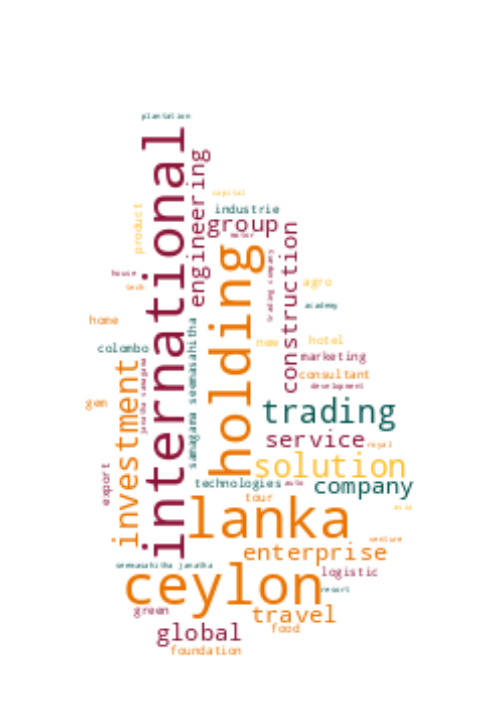 plantation
international
engineering
capital
product
industrie
group
motor
holding
construction
trading company
house
tech
agro
academy
home
samagama seemasahitha
new
hotel
colombo
marketing
janatha samagama
investment
consultant
development
gem
trading
service
royal
solution
export
technologies
auto
company
tour
lanka
asia
venture
enterprise
seemasahitha janatha
logistic
ceylon
resort
green
travel
global
food
foundation